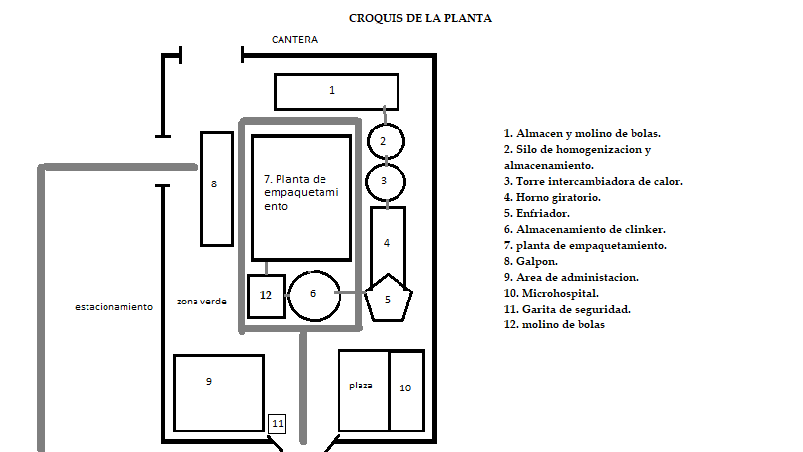 CROQUIS DE LA PLANTA
CANTERA
1
2
3
4
5
6
7. Planta de
empaquetami
ento
8
12
estacionamiento
zona verde
9
11
plaza
10
1. Almacen y molino de bolas.
2. Silo de homogenizacion y
almacenamiento.
3. Torre intercambiadora de calor.
4. Horno giratorio.
5. Enfriador.
6. Almacenamiento de clinker.
7. planta de empaquetamiento.
8. Galpon.
9. Area de administacion.
10. Microhospital.
11. Garita de seguridad.
12. molino de bolas